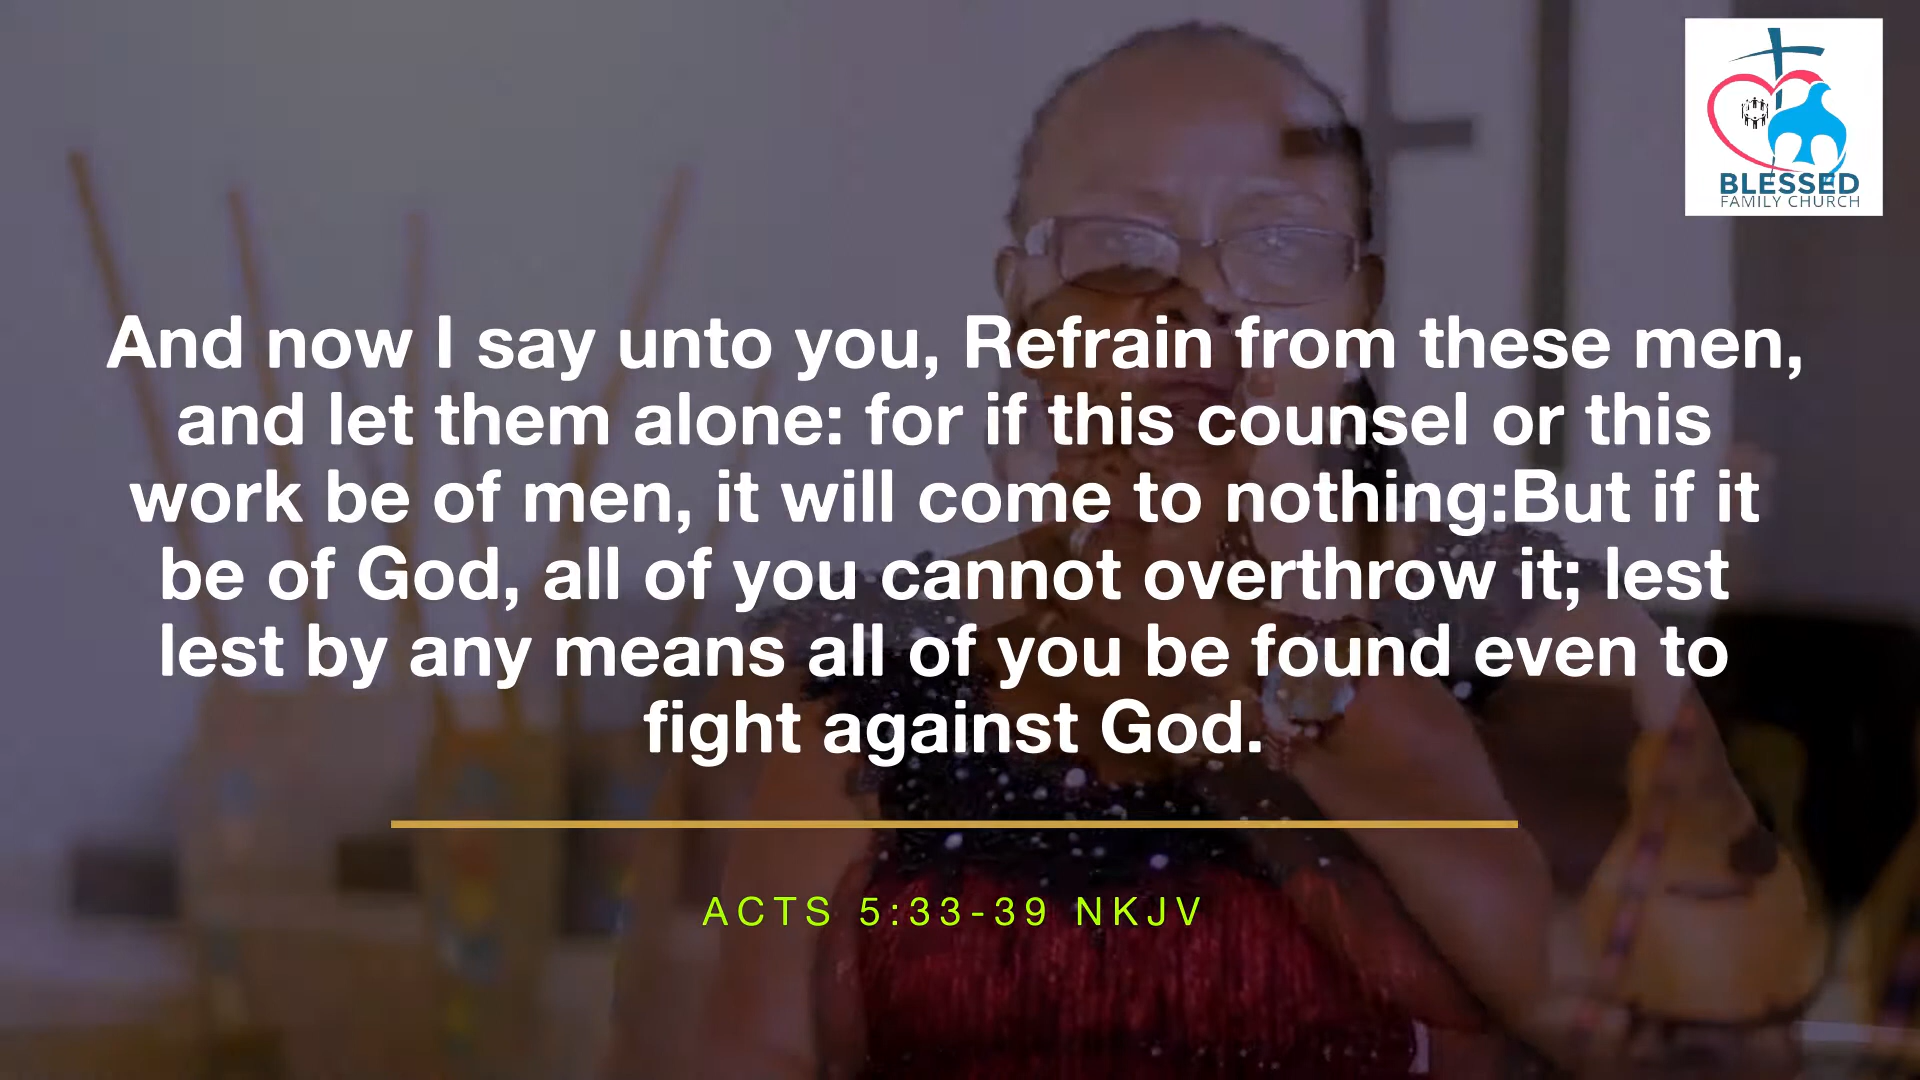 BLESSED
FAMILY CHURCH
And now I say unto you, Refrain from these men,
and let them alone: for if this counsel or this
work be of men, it will come to nothing:But if it
be of God, all of you cannot overthrow it; lest
lest by any means all of you be found even to
fight against God.
ACTS 5:33-39 NKJV